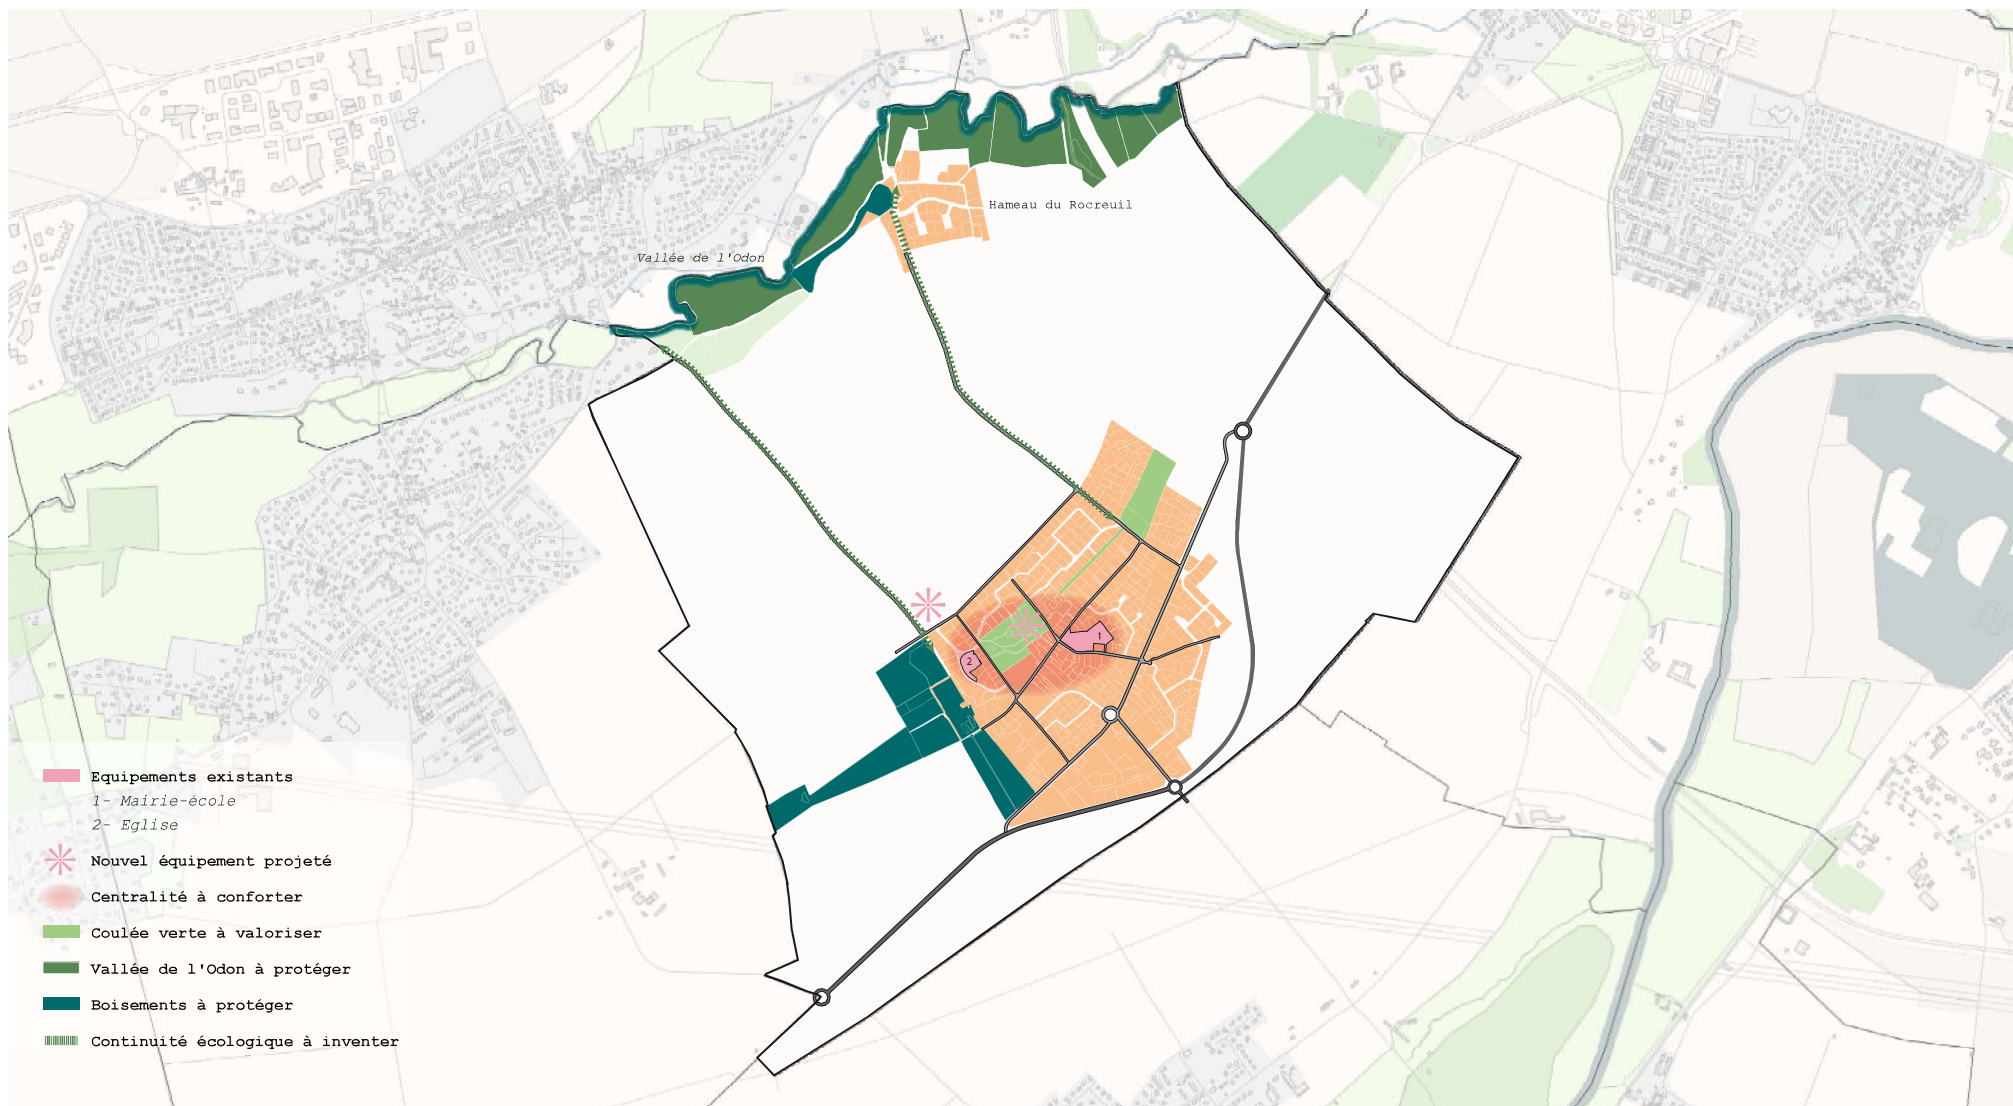 Hameau du Rocreuil
Vallée de l'Odon
1
2
Equipements existants
1- Mairie-école
2- Eglise
Nouvel équipement projeté
Centralité à conforter
Coulée verte à valoriser
Vallée de l'Odon à protéger
Boisements à protéger
Continuité écologique à inventer